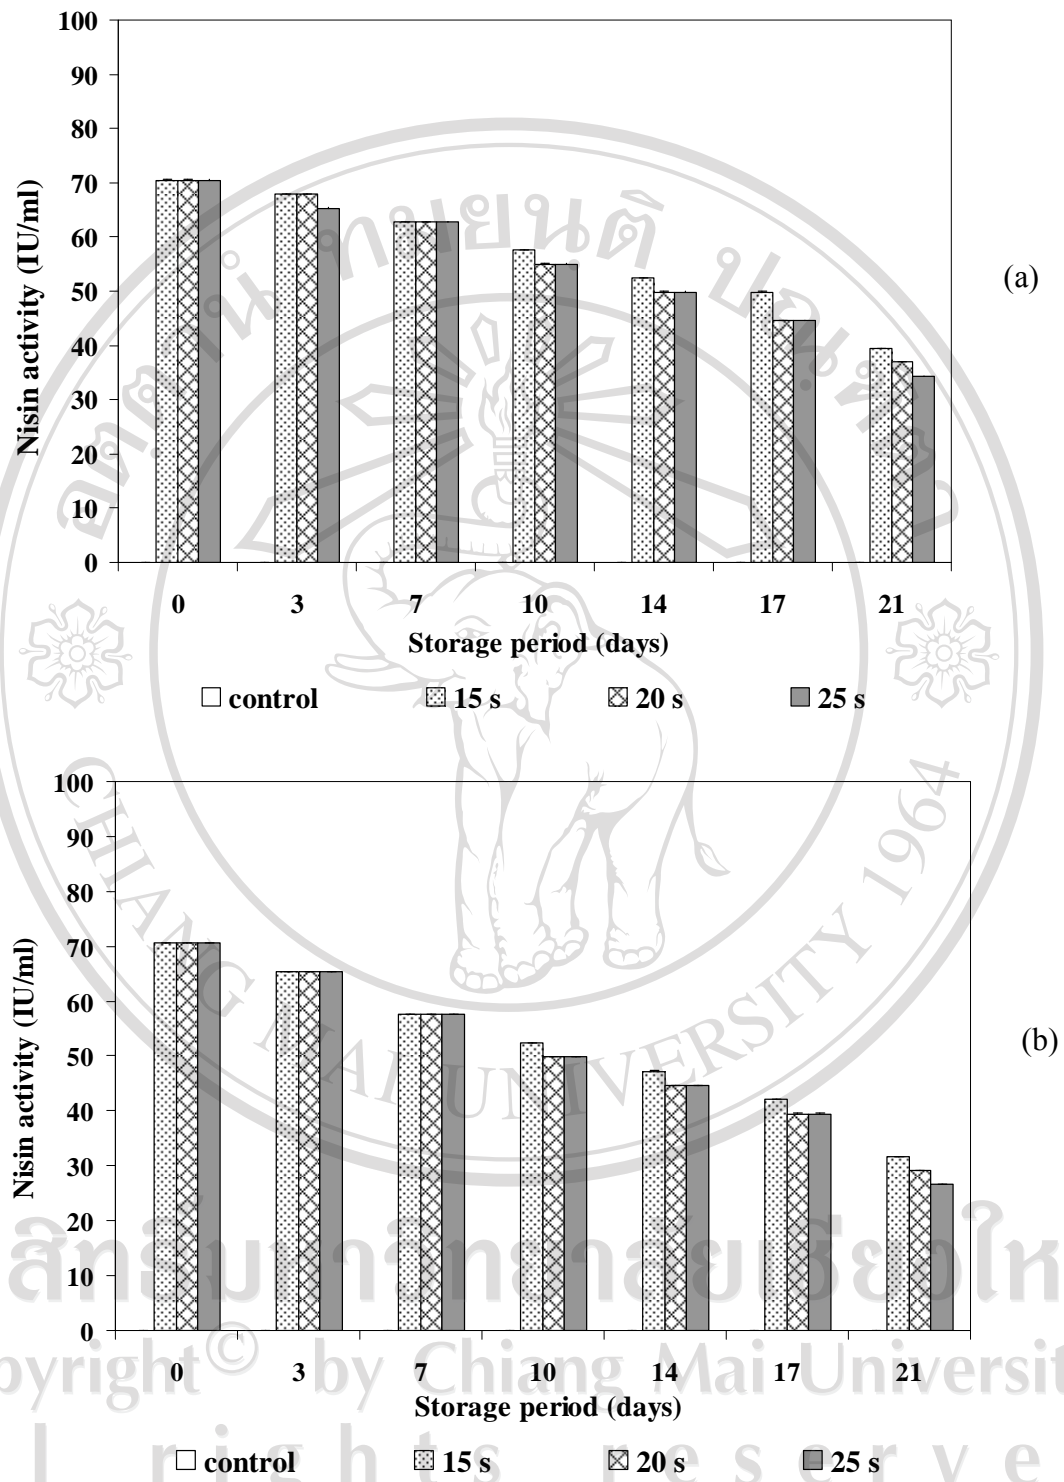 100
90
80
70
60
50
40
30
20
10
0
Nisin activity (IU/ml)
(a)
0 3 7 10 14 17 21
Storage period (days)
control 15 s 20 s 25 s
100
90
80
70
60
50
40
30
20
10
0
Nisin activity (IU/ml)
(b)
0 3 7 10 14 17 21
Storage period (days)
control 15 s 20 s 25 s
CHIANG MAI UNIVERSITY 1964
pyright© by Chiang Mai Universit
l rights reserve